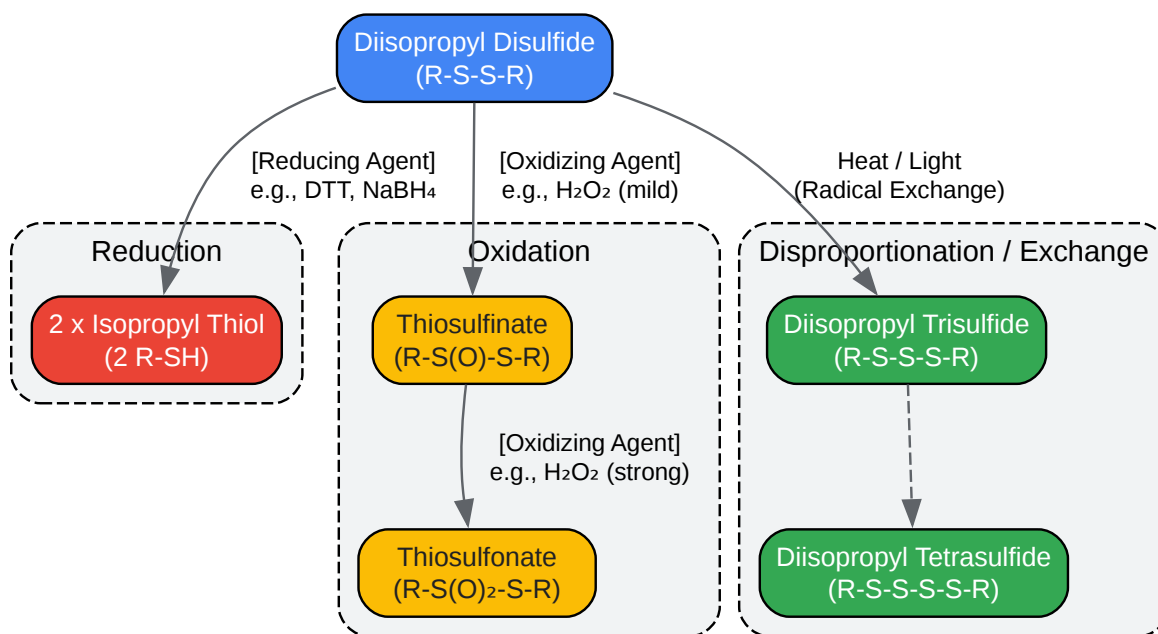 Diisopropyl Disulfide
(R-S-S-R)
[Reducing Agent]
e.g., DTT, NaBH₄
[Oxidizing Agent]
e.g., H₂O₂ (mild)
Heat / Light
(Radical Exchange)
Reduction
Oxidation
Disproportionation / Exchange
2 x Isopropyl Thiol
(2 R-SH)
Thiosulfinate
(R-S(O)-S-R)
Diisopropyl Trisulfide
(R-S-S-S-R)
[Oxidizing Agent]
e.g., H₂O₂ (strong)
Thiosulfonate
(R-S(O)₂-S-R)
Diisopropyl Tetrasulfide
(R-S-S-S-S-R)